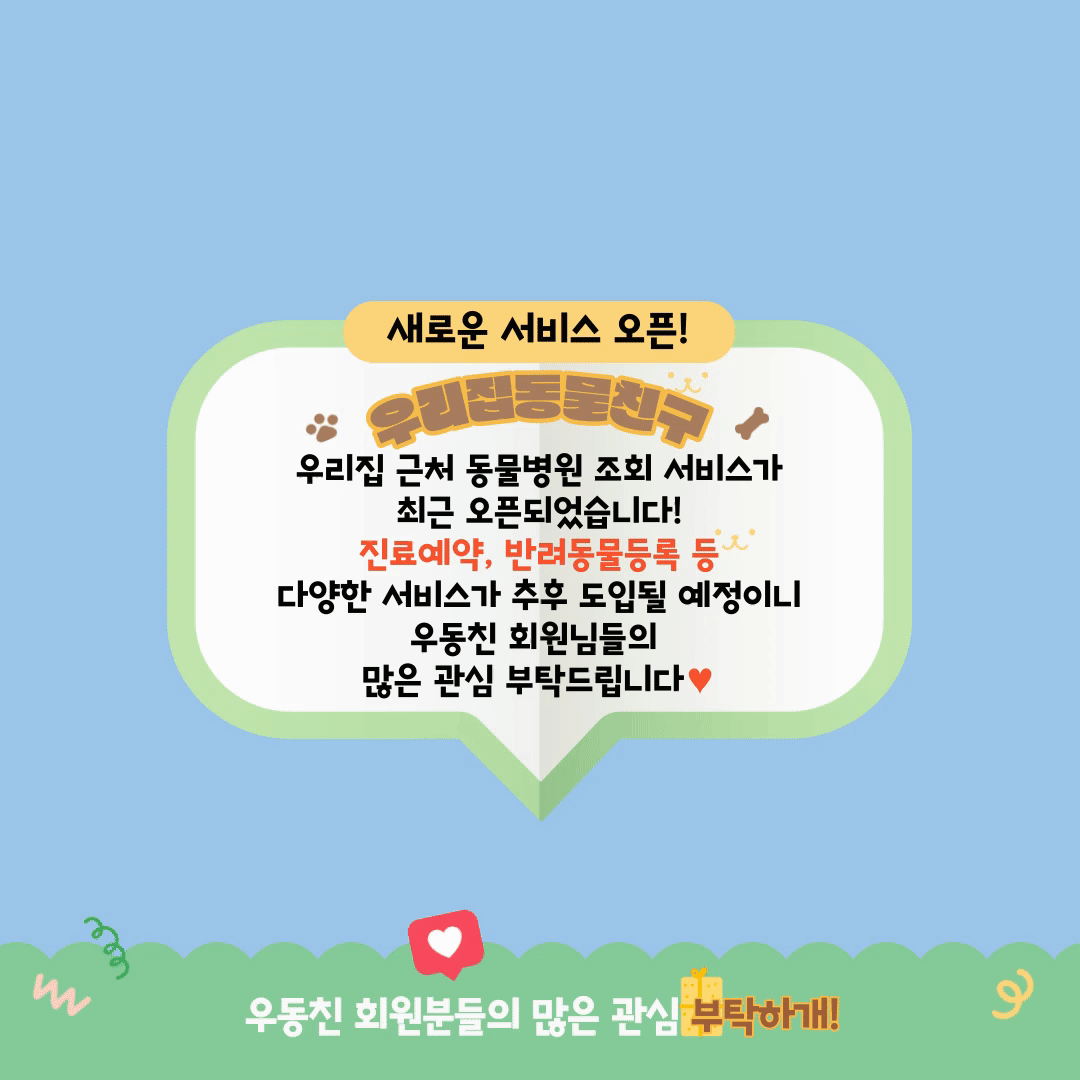 새로운 서비스 오픈!
우리집동물친구
우리집 근처 동물병원 조회 서비스가
최근 오픈되었습니다!
진료예약, 반려동물등록 등
다양한 서비스가 추후 도입될 예정이니
우동친 회원님들의
많은 관심 부탁드립니다♥
우동친 회원분들의 많은 관심 부탁하개!